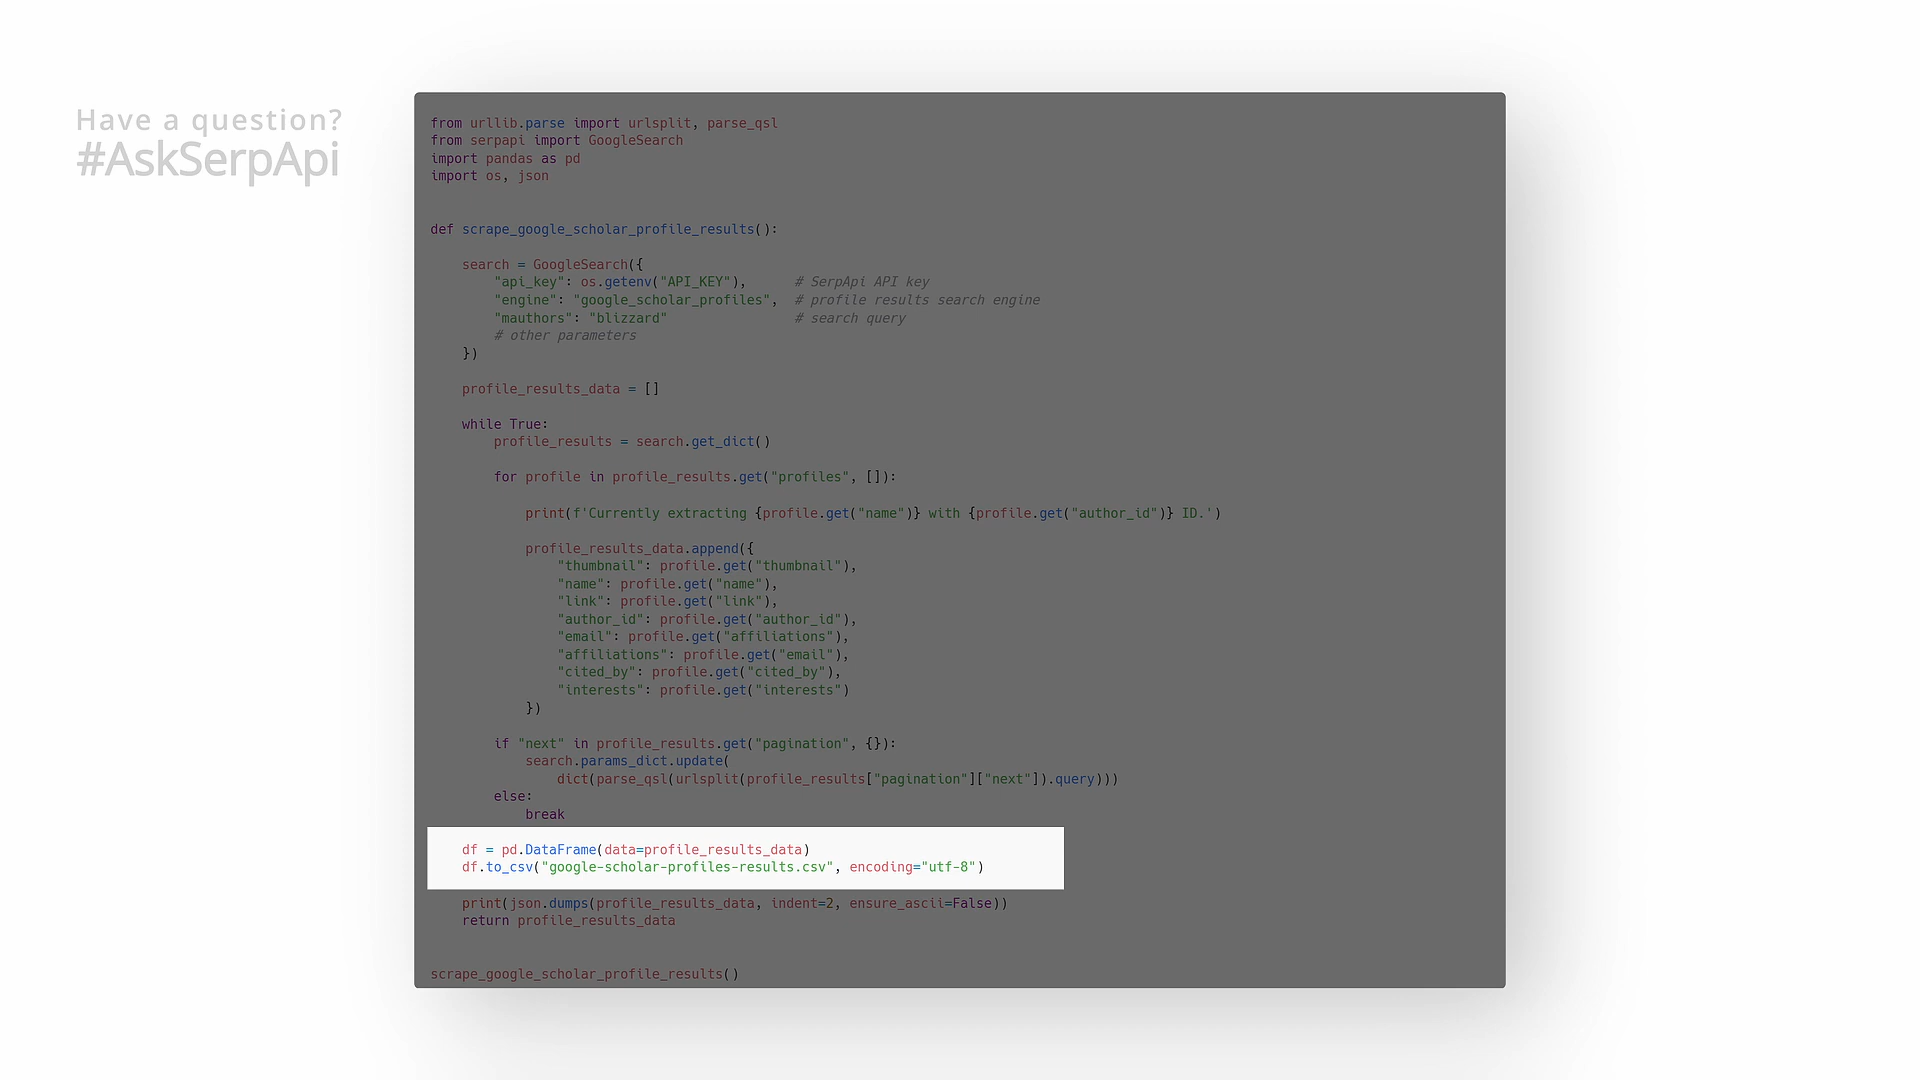 Have a question?
#AskSerpApi
from urllib.parse import urlsplit, parse_qsl
from serpapi import GoogleSearch
import pandas as pd
import os, json
def scrape_google_scholar_profile_results():
search = GoogleSearch({
"api_key": os.getenv("API_KEY"),      # SerpApi API key
"engine": "google_scholar_profiles",  # profile results search engine
"mauthors": "blizzard"                # search query
# other parameters
})
profile_results_data = []
while True:
profile_results = search.get_dict()
for profile in profile_results.get("profiles", []):
print(f'Currently extracting {profile.get("name")} with {profile.get("author_id")} ID.')
profile_results_data.append({
"thumbnail": profile.get("thumbnail"),
"name": profile.get("name"),
"link": profile.get("link"),
"author_id": profile.get("author_id"),
"email": profile.get("affiliations"),
"affiliations": profile.get("email"),
"cited_by": profile.get("cited_by"),
"interests": profile.get("interests")
})
if "next" in profile_results.get("pagination", {}):
search.params_dict.update(
dict(parse_qsl(urlsplit(profile_results["pagination"]["next"]).query)))
else:
break
df = pd.DataFrame(data=profile_results_data)
df.to_csv("google-scholar-profiles-results.csv", encoding="utf-8")
print(json.dumps(profile_results_data, indent=2, ensure_ascii=False))
return profile_results_data
scrape_google_scholar_profile_results()